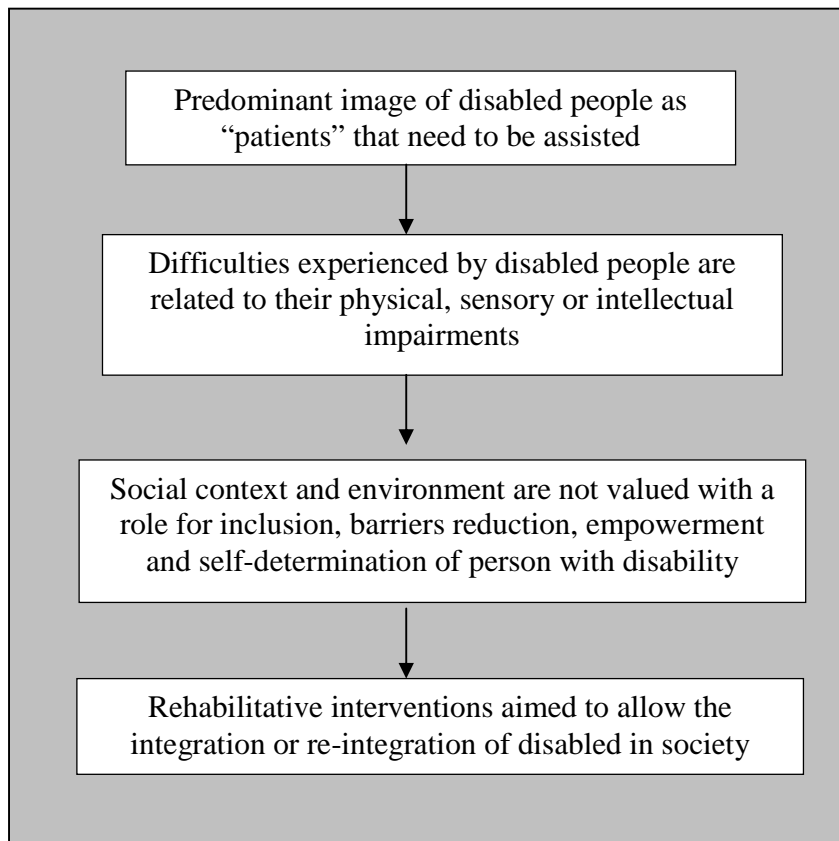 Predominant image of disabled people as
“patients” that need to be assisted
Difficulties experienced by disabled people are
related to their physical, sensory or intellectual
impairments
Social context and environment are not valued with a
role for inclusion, barriers reduction, empowerment
and self-determination of person with disability
Rehabilitative interventions aimed to allow the
integration or re-integration of disabled in society